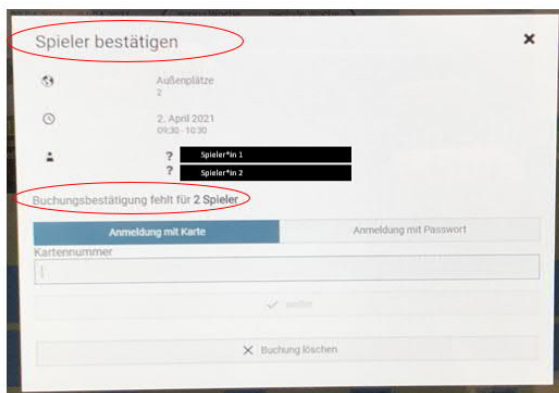 Spieler bestätigen
Außenplätze
2
2. April 2021
09:30 - 10:30
? Spieler*in 1
? Spieler*in 2
Buchungsbestätigung fehlt für 2 Spieler
Anmeldung mit Karte Anmeldung mit Passwort
Kartennummer
weiter
Buchung löschen